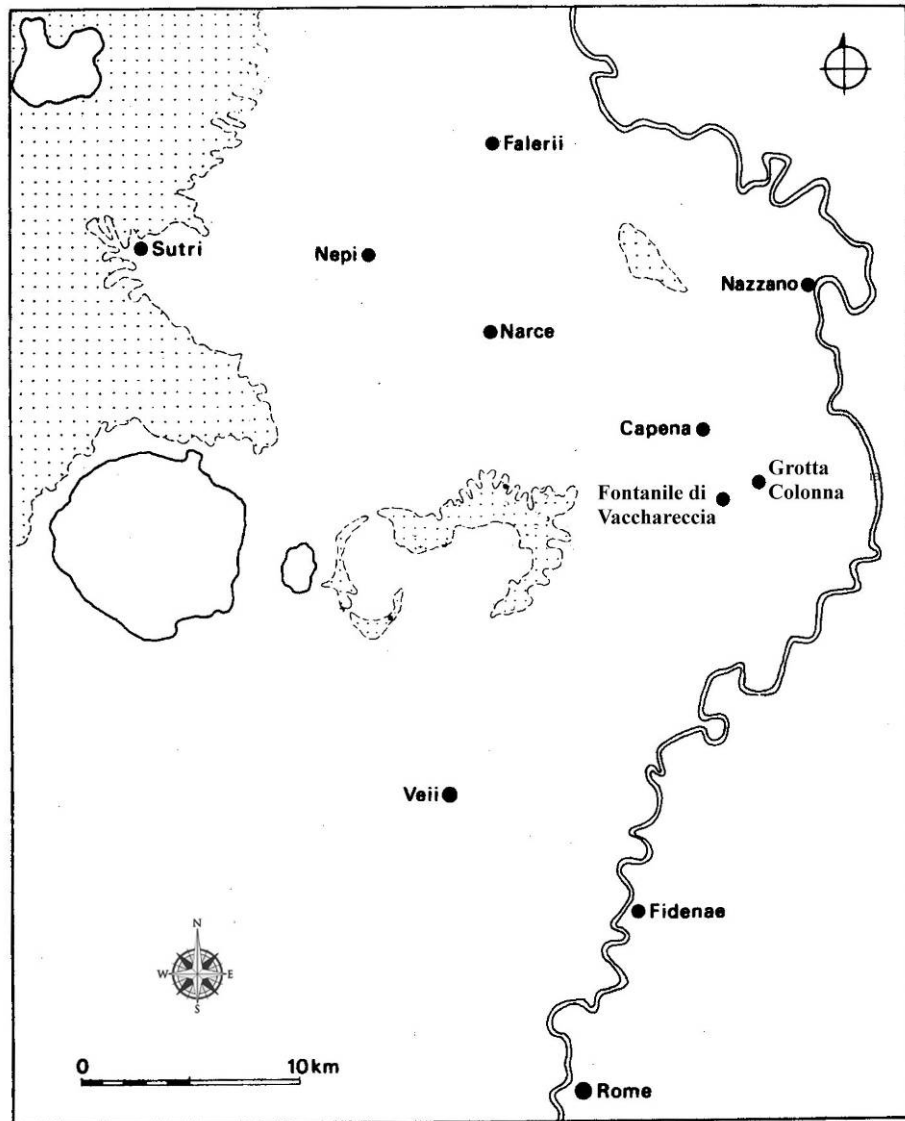 Falerii
Sutri
Nepi
Nazzano
Narce
Capena
Grotta
Colonna
Fontanile di
Vacchareccia
Veii
Fidenae
N
W E
S
0 10km
Rome